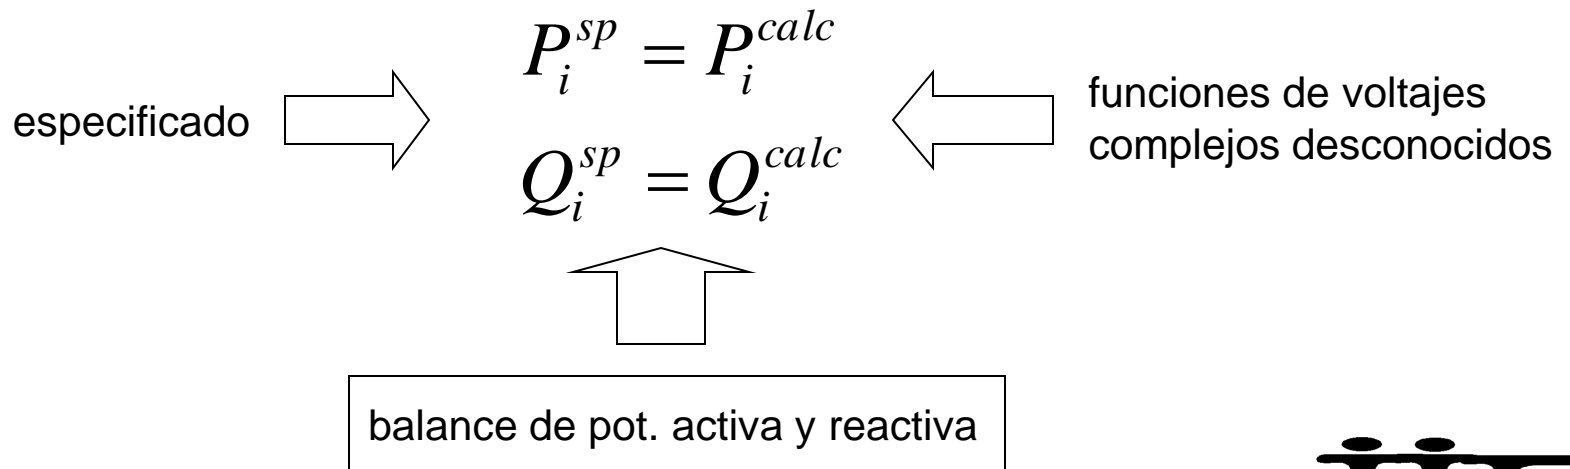 P_i^{sp} = P_i^{calc}
especificado
funciones de voltajes
complejos desconocidos
Q_i^{sp} = Q_i^{calc}
balance de pot. activa y reactiva